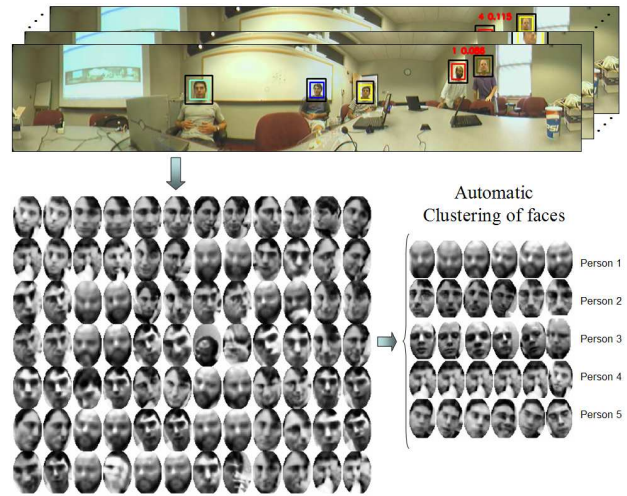 4 0.115
1 0.086
Automatic
Clustering of faces
Person 1
Person 2
Person 3
Person 4
Person 5